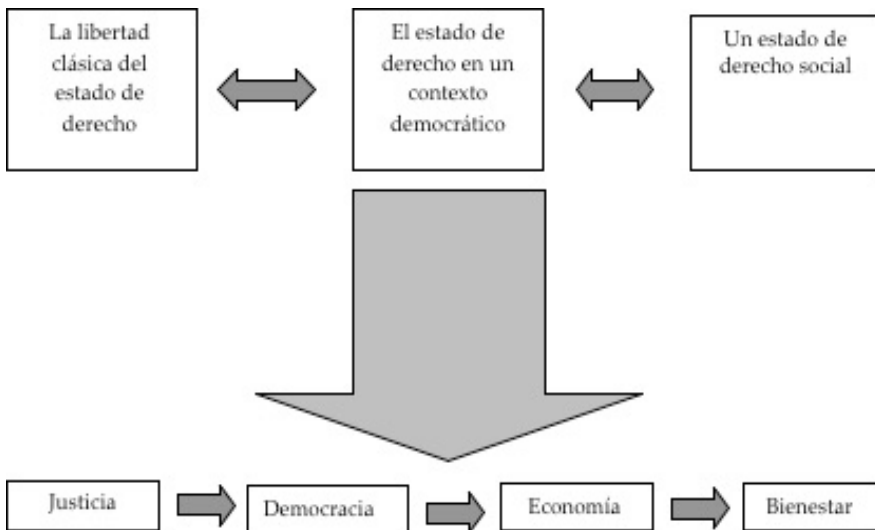 La libertad
clásica del
estado de
derecho
El estado de
derecho en un
contexto
democrático
Un estado de
derecho social
Justicia
Democracia
Economía
Bienestar